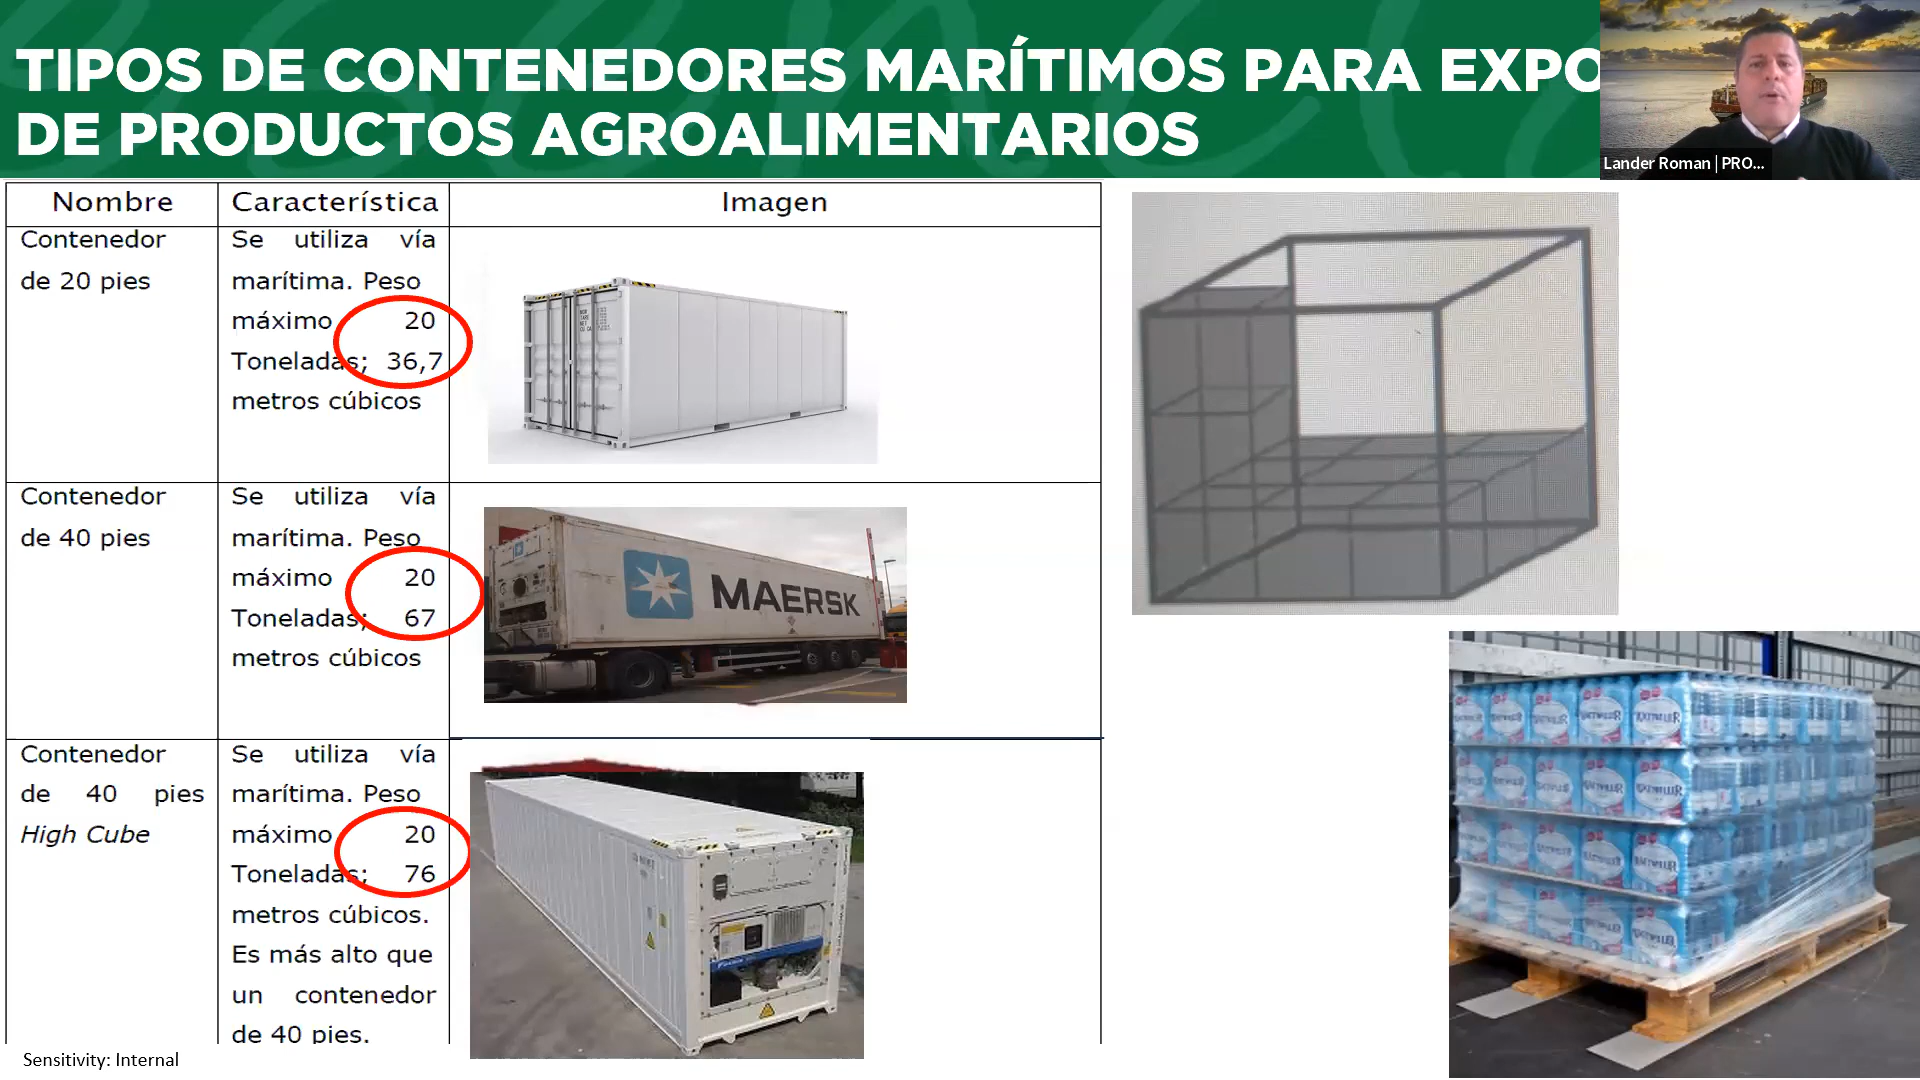 TIPOS DE CONTENEDORES MARÍTIMOS PARA EXPO
DE PRODUCTOS AGROALIMENTARIOS
Lander Roman | PRO...
Nombre
Característica
Imagen
Contenedor
de 20 pies
Se utiliza vía
marítima. Peso
máximo 20
Toneladas; 36,7
metros cúbicos
Contenedor
de 40 pies
Se utiliza vía
marítima. Peso
máximo 20
Toneladas; 67
metros cúbicos
MAERSK
Contenedor
de 40 pies
High Cube
Se utiliza vía
marítima. Peso
máximo 20
Toneladas; 76
metros cúbicos.
Es más alto que
un contenedor
de 40 pies.
Sensitivity: Internal